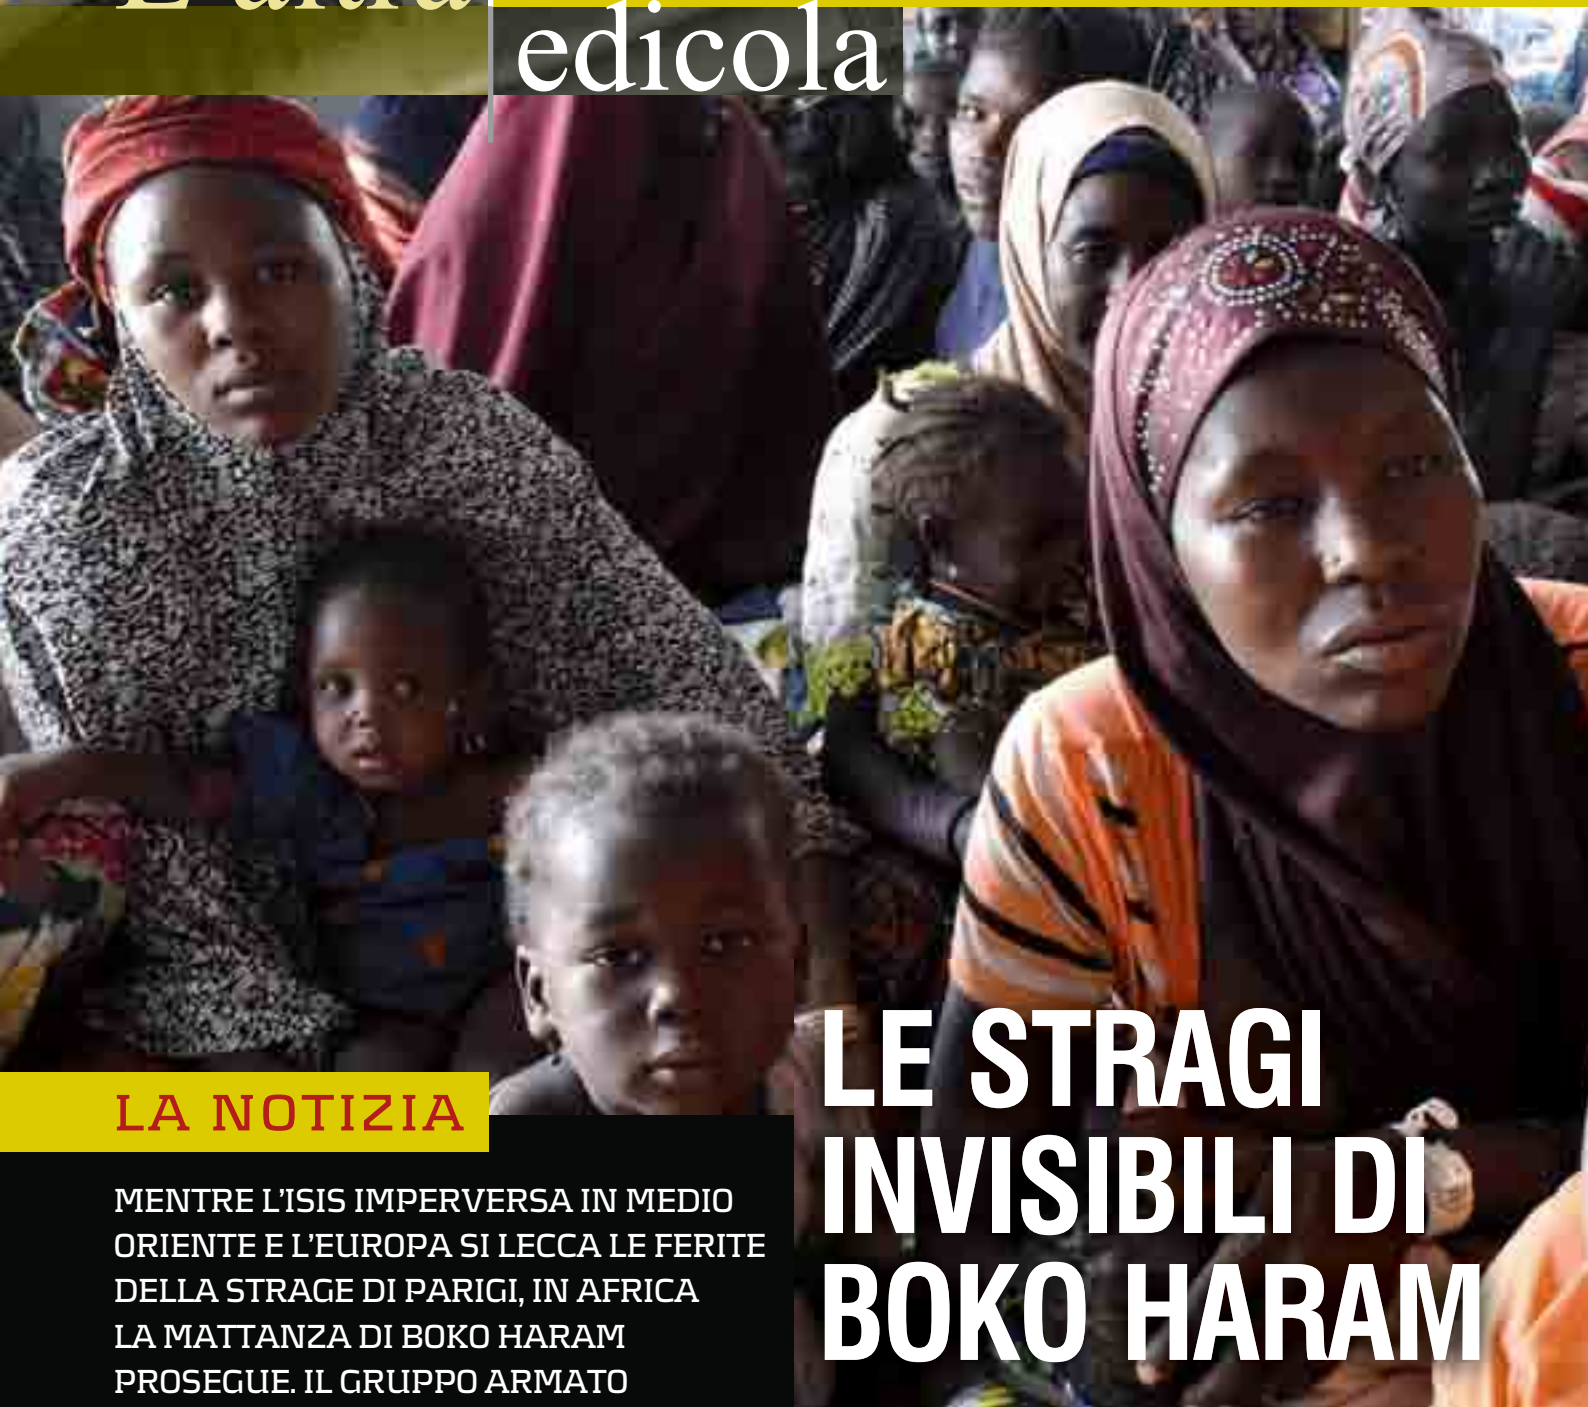 L'altra
edicola
LA NOTIZIA
MENTRE L'ISIS IMPERVERSA IN MEDIO
ORIENTE E L'EUROPA SI LECCA LE FERITE
DELLA STRAGE DI PARIGI, IN AFRICA
LA MATTANZA DI BOKO HARAM
PROSEGUE. IL GRUPPO ARMATO
LE STRAGI
INVISIBILI DI
BOKO HARAM